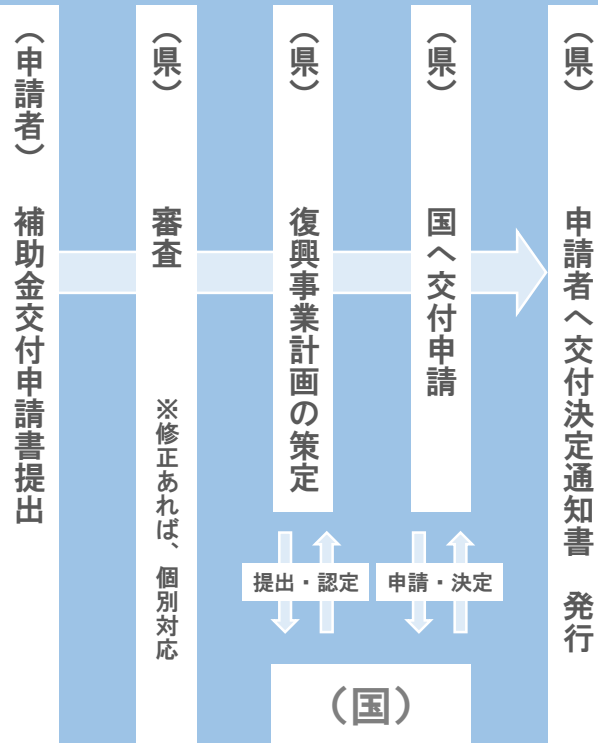 （申請者）　補助金交付申請書提出
（県）　審査　※修正あれば、個別対応
（県）　復興事業計画の策定
（県）　国へ交付申請
（県）　申請者へ交付決定通知書　発行
提出・認定
申請・決定
（国）